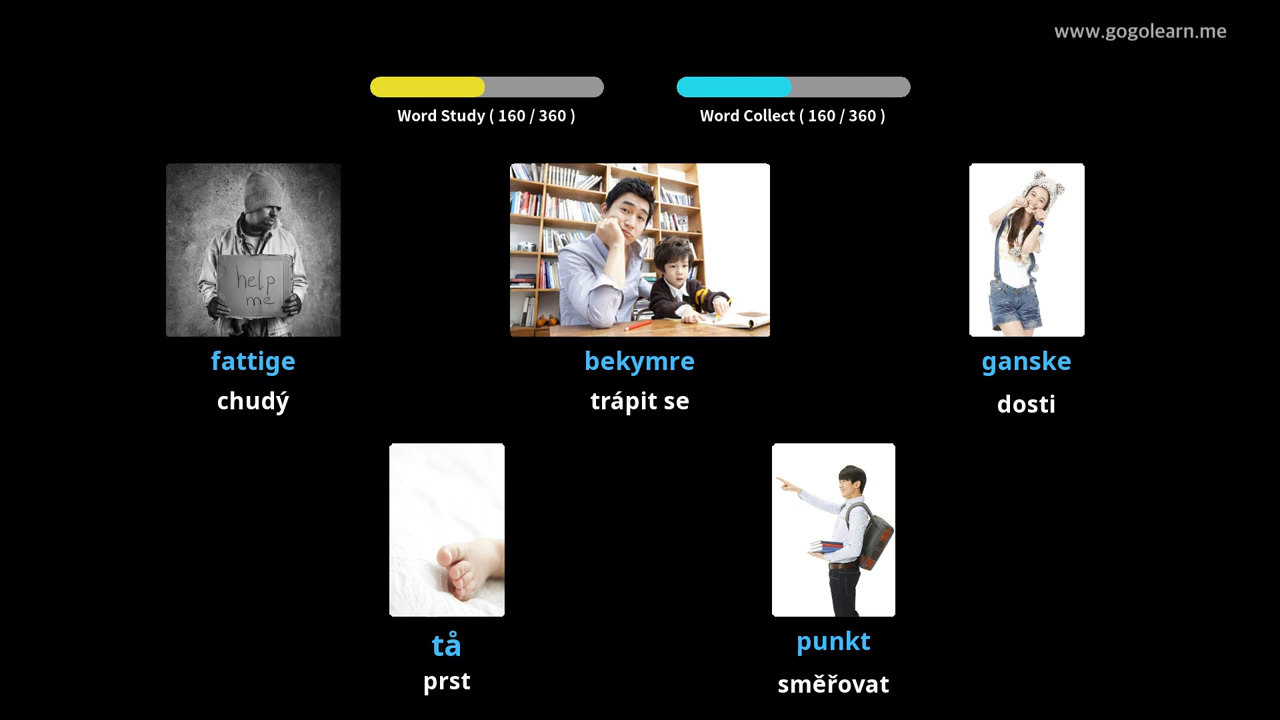 www.gogolearn.me
Word Study ( 160 / 360 )
Word Collect ( 160 / 360 )
help
me
fattige
bekymre
ganske
chudý
trápit se
dosti
tå
punkt
prst
směřovat